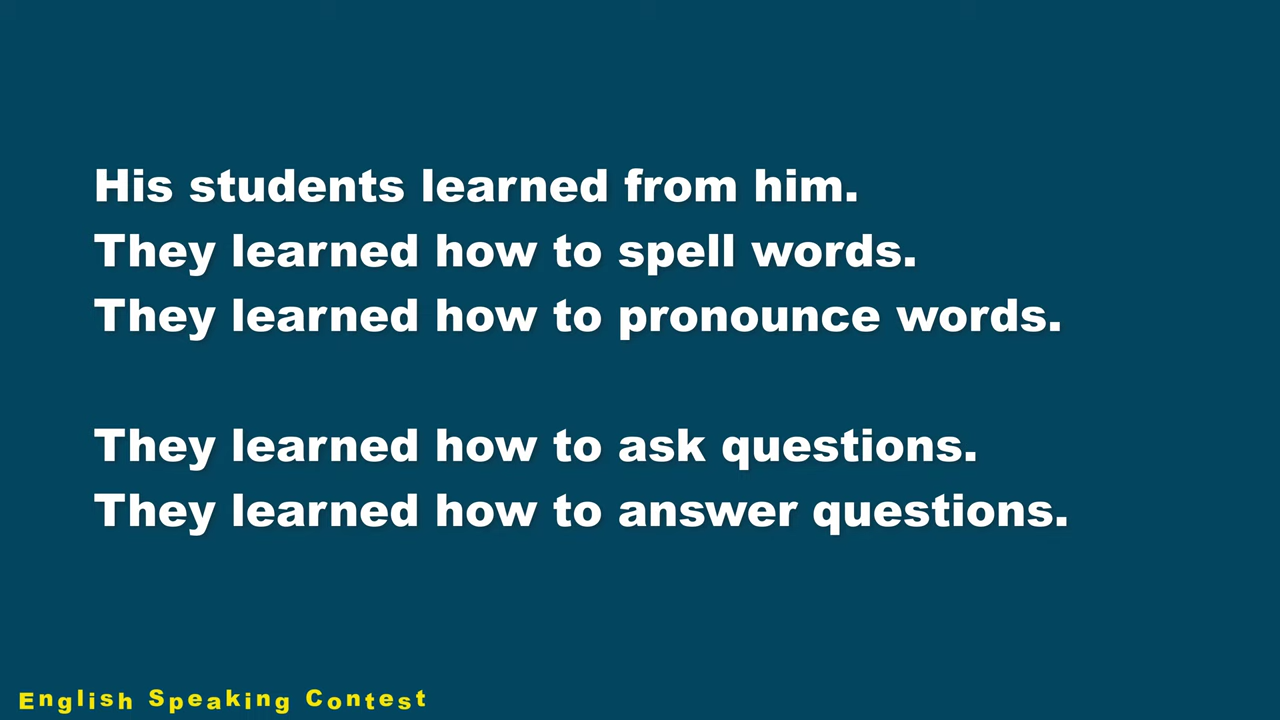 His students learned from him.
They learned how to spell words.
They learned how to pronounce words.
They learned how to ask questions.
They learned how to answer questions.
English Speaking Contest